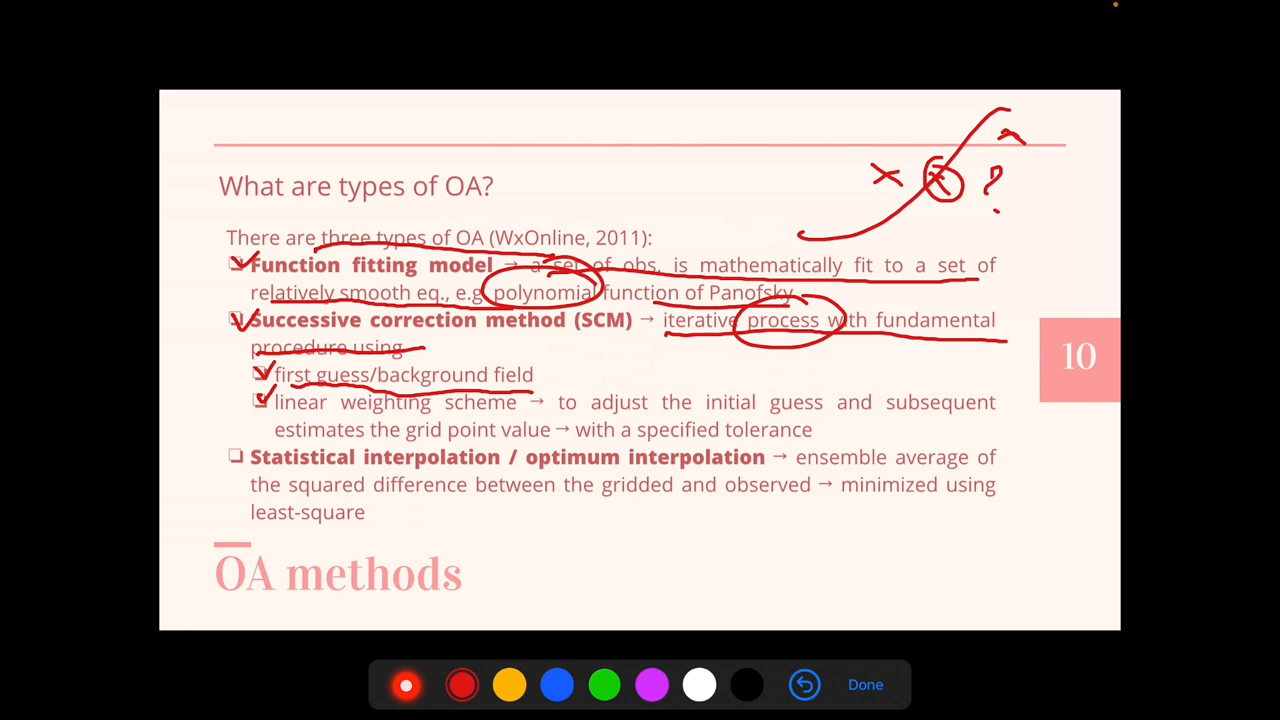 What are types of OA?
There are three types of OA (WxOnline, 2011):
Function fitting model → a set of obs. is mathematically fit to a set of
relatively smooth eq., e.g. polynomial function of Panofsky
Successive correction method (SCM) → iterative process with fundamental
procedure using
first guess/background field
linear weighting scheme → to adjust the initial guess and subsequent
estimates the grid point value → with a specified tolerance
Statistical interpolation / optimum interpolation → ensemble average of
the squared difference between the gridded and observed → minimized using
least-square
OA methods
10
x x ?
Done